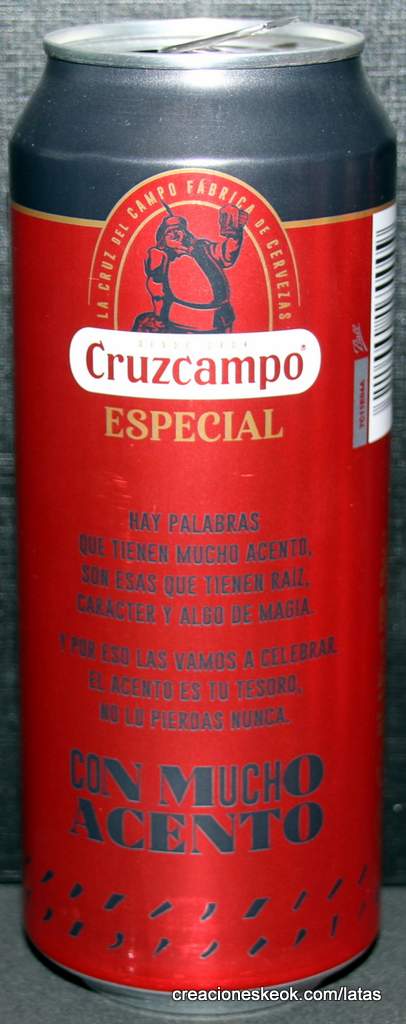 LA CRUZ DEL CAMPO FÁBRICA DE CERVEZAS
DESDE 1904
Cruzcampo
ESPECIAL
HAY PALABRAS
QUE TIENEN MUCHO ACENTO,
SON ESAS QUE TIENEN RAÍZ,
CARÁCTER Y ALGO DE MAGIA.
Y POR ESO LAS VAMOS A CELEBRAR
EL ACENTO ES TU TESORO,
NO LO PIERDAS NUNCA.
CON MUCHO
ACENTO
creacioneskeok.com/latas